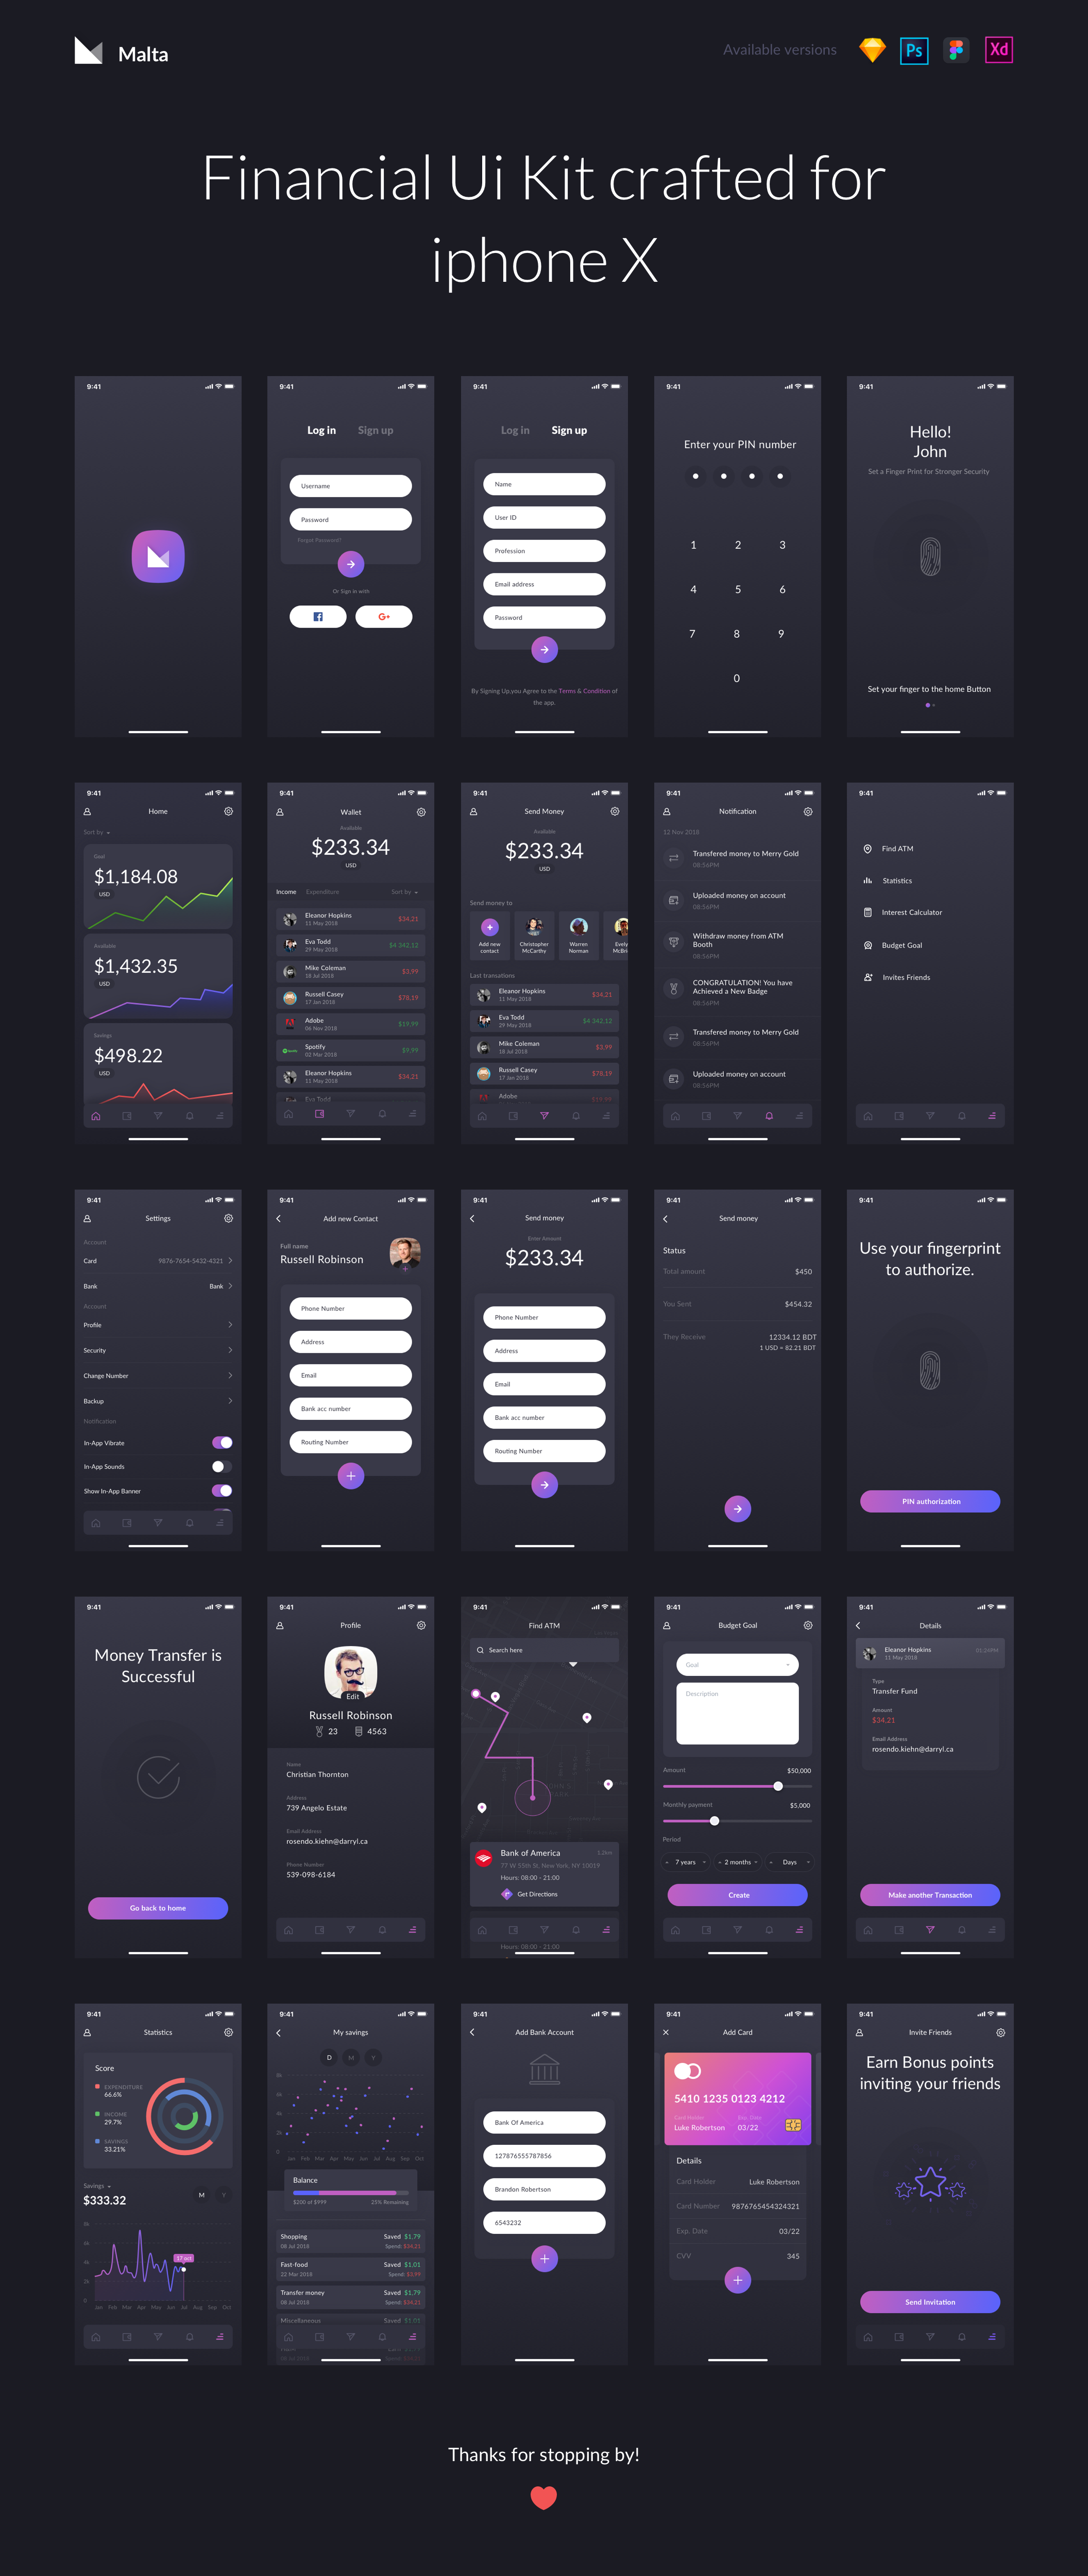 Malta
Available versions
Ps
Xd
Financial Ui Kit crafted for
iphone X
9:41
9:41
Log in Sign up
Username
Password
Forgot Password?
Or Sign in with
G+
9:41
Log in Sign up
Name
User ID
Profession
Email address
Password
By Signing Up,you Agree to the Terms & Condition of
the app.
9:41
Enter your PIN number
1 2 3
4 5 6
7 8 9
0
9:41
Hello!
John
Set a Finger Print for Stronger Security
Set your finger to the home Button
9:41
Home
Sort by
Goal
$1,184.08
USD
Available
$1,432.35
USD
Savings
$498.22
USD
9:41
Wallet
Available
$233.34
USD
Income Expenditure Sort by
Eleanor Hopkins $34,21
11 May 2018
Eva Todd $4 342,12
29 May 2018
Mike Coleman $3,99
18 Jul 2018
Russell Casey $78,19
17 Jan 2018
Adobe $19,99
06 Nov 2018
Spotify $9,99
02 Mar 2018
Eleanor Hopkins $34,21
11 May 2018
Eva Todd
9:41
Send Money
Available
$233.34
USD
Send money to
Add new
contact
Christopher
McCarthy
Warren
Norman
Evely
McBri
Last transations
Eleanor Hopkins $34,21
11 May 2018
Eva Todd $4 342,12
29 May 2018
Mike Coleman $3,99
18 Jul 2018
Russell Casey $78,19
17 Jan 2018
Adobe $19,99
9:41
Notification
12 Nov 2018
Transfered money to Merry Gold
08:56PM
Uploaded money on account
08:56PM
Withdraw money from ATM
Booth
08:56PM
CONGRATULATION! You have
Achieved a New Badge
08:56PM
Transfered money to Merry Gold
08:56PM
Uploaded money on account
08:56PM
9:41
Find ATM
Statistics
Interest Calculator
Budget Goal
Invites Friends
9:41
Settings
Account
Card 9876-7654-5432-4321
Bank Bank
Account
Profile
Security
Change Number
Backup
Notification
In-App Vibrate
In-App Sounds
Show In-App Banner
9:41
Add new Contact
Full name
Russell Robinson
Phone Number
Address
Email
Bank acc number
Routing Number
9:41
Send money
Enter Amount
$233.34
Phone Number
Address
Email
Bank acc number
Routing Number
9:41
Send money
Status
Total amount $450
You Sent $454.32
They Receive 12334.12 BDT
1 USD = 82.21 BDT
9:41
Use your fingerprint
to authorize.
PIN authorization
9:41
Money Transfer is
Successful
Go back to home
9:41
Profile
Edit
Russell Robinson
23 4563
Name
Christian Thornton
Address
739 Angelo Estate
Email Address
rosendo.kiehn@darryl.ca
Phone Number
539-098-6184
9:41
Find ATM
Search here
Bank of America
77 W 55th St. New York, NY 10019
Hours: 08:00 - 21:00
Get Directions
Hours: 08:00 - 21:00
9:41
Budget Goal
Goal
Description
Amount $50,000
Monthly payment $5,000
Period
7 years 2 months Days
Create
9:41
Details
Eleanor Hopkins 01:24PM
11 May 2018
Type
Transfer Fund
Amount
$34.21
Email Address
rosendo.kiehn@darryl.ca
Make another Transaction
9:41
Statistics
Score
EXPENDITURE
66.6%
INCOME
29.7%
SAVINGS
33.21%
Savings
$333.32
M Y
8k
6k
4k
17 oct
2k
0
Jan Feb Mar Apr May Jun Jul Aug Sep Oct
9:41
My savings
D M Y
8k
6k
4k
2k
0
Jan Feb Mar Apr May Jun Jul Aug Sep Oct
Balance
$200 of $999 25% Remaining
Shopping Saved $1,79
08 Jul 2018 Spend: $34,21
Fast-food Saved $1.01
22 Mar 2018 Spend: $3,99
Transfer money Saved $1,79
08 Jul 2018 Spend: $34,21
Miscellaneous Saved $1.01
08 Jul 2018 Spend: $34,21
9:41
Add Bank Account
Bank Of America
127876555787856
Brandon Robertson
6543232
9:41
Add Card
5410 1235 0123 4212
Card Holder Exp. Date
Luke Robertson 03/22
Details
Card Holder Luke Robertson
Card Number 9876765454324321
Exp. Date 03/22
CVV 345
9:41
Invite Friends
Earn Bonus points
inviting your friends
Send Invitation
Thanks for stopping by!